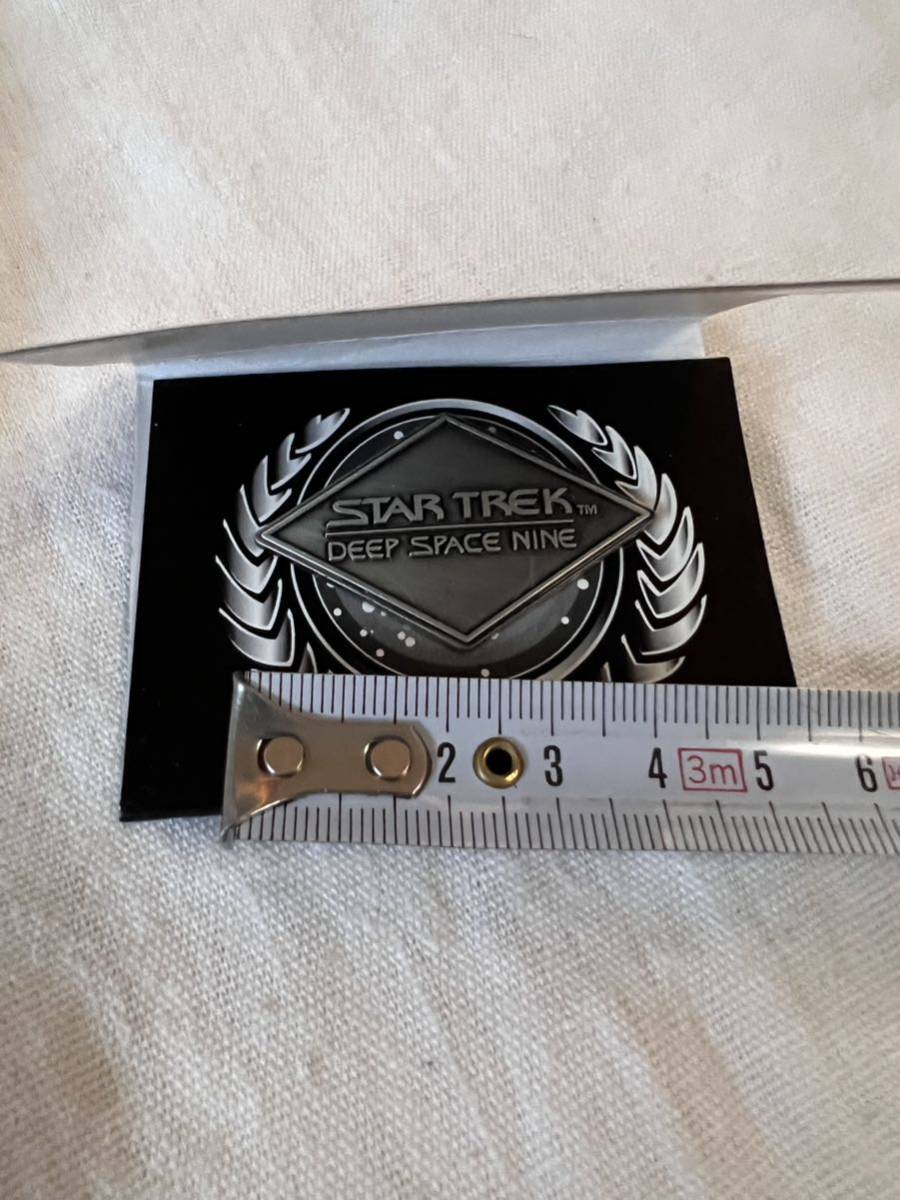 STAR TREK™
DEEP SPACE NINE
2 3 4 3m 5 6